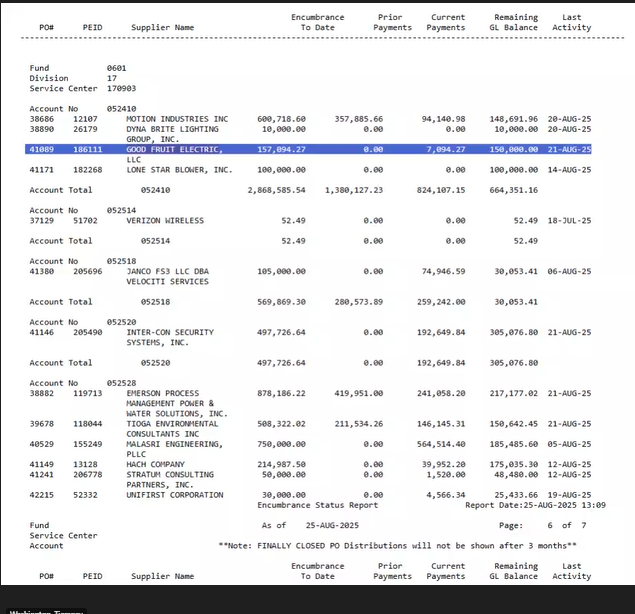 Encumbrance Prior Current Remaining Last
PO# PEID Supplier Name To Date Payments Payments GL Balance Activity
Fund 0601
Division 17
Service Center 170903
Account No 052410
38686 12107 MOTION INDUSTRIES INC 600,718.60 357,885.66 94,140.98 148,691.96 20-AUG-25
38890 26179 DYNA BRITE LIGHTING 10,000.00 0.00 0.00 10,000.00 20-AUG-25
GROUP, INC.
41089 186111 GOOD FRUIT ELECTRIC, 157,094.27 0.00 7,094.27 150,000.00 21-AUG-25
LLC
41171 182268 LONE STAR BLOWER, INC. 100,000.00 0.00 0.00 100,000.00 14-AUG-25
Account Total 052410 2,868,585.54 1,380,127.23 824,107.15 664,351.16
Account No 052514
37129 51702 VERIZON WIRELESS 52.49 0.00 0.00 52.49 18-JUL-25
Account Total 052514 52.49 0.00 0.00 52.49
Account No 052518
41380 205696 JANCO FS3 LLC DBA 105,000.00 0.00 74,946.59 30,053.41 06-AUG-25
VELOCITI SERVICES
Account Total 052518 569,869.30 280,573.89 259,242.00 30,053.41
Account No 052520
41146 205490 INTER-CON SECURITY 497,726.64 0.00 192,649.84 305,076.80 21-AUG-25
SYSTEMS, INC.
Account Total 052520 497,726.64 0.00 192,649.84 305,076.80
Account No 052528
38882 119713 EMERSON PROCESS 878,186.22 419,951.00 241,058.20 217,177.02 21-AUG-25
MANAGEMENT POWER &
WATER SOLUTIONS, INC.
39678 118044 TIOGA ENVIRONMENTAL 508,322.02 211,534.26 146,145.31 150,642.45 21-AUG-25
CONSULTANTS INC
40529 155249 MALASRI ENGINEERING, 750,000.00 0.00 564,514.40 185,485.60 05-AUG-25
PLLC
41149 13128 HACH COMPANY 214,987.50 0.00 39,952.20 175,035.30 12-AUG-25
41241 206778 STRATUM CONSULTING 50,000.00 0.00 1,520.00 48,480.00 12-AUG-25
PARTNERS, INC.
42215 52332 UNIFIRST CORPORATION 30,000.00 0.00 4,566.34 25,433.66 19-AUG-25
Encumbrance Status Report Report Date:25-AUG-2025 13:09
Fund As of 25-AUG-2025 Page: 6 of 7
Service Center
Account **Note: FINALLY CLOSED PO Distributions will not be shown after 3 months**
Encumbrance Prior Current Remaining Last
PO# PEID Supplier Name To Date Payments Payments GL Balance Activity